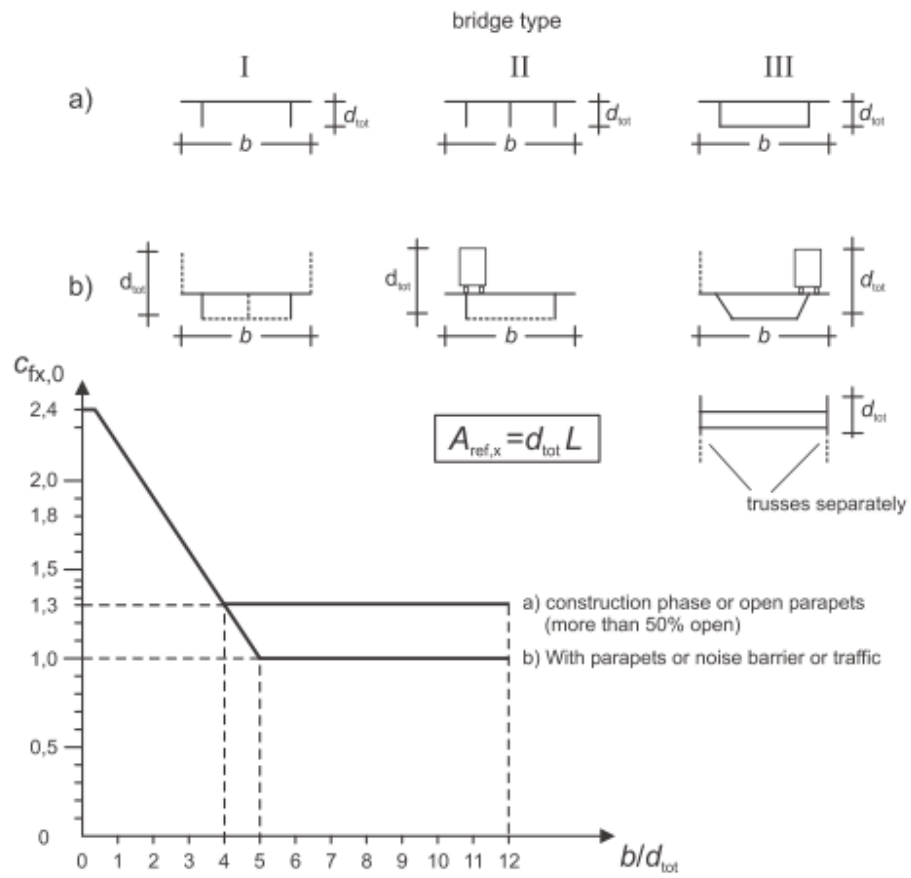 bridge type
I II III
a) d_tot d_tot d_tot
b b b
b) d_tot d_tot d_tot
b b b
c_fx,0
d_tot
2,4
A_ref,x = d_tot L
2,0
trusses separately
1,8
1,5
1,3
a) construction phase or open parapets
(more than 50% open)
1,0
b) With parapets or noise barrier or traffic
0,5
0
0 1 2 3 4 5 6 7 8 9 10 11 12
b/d_tot